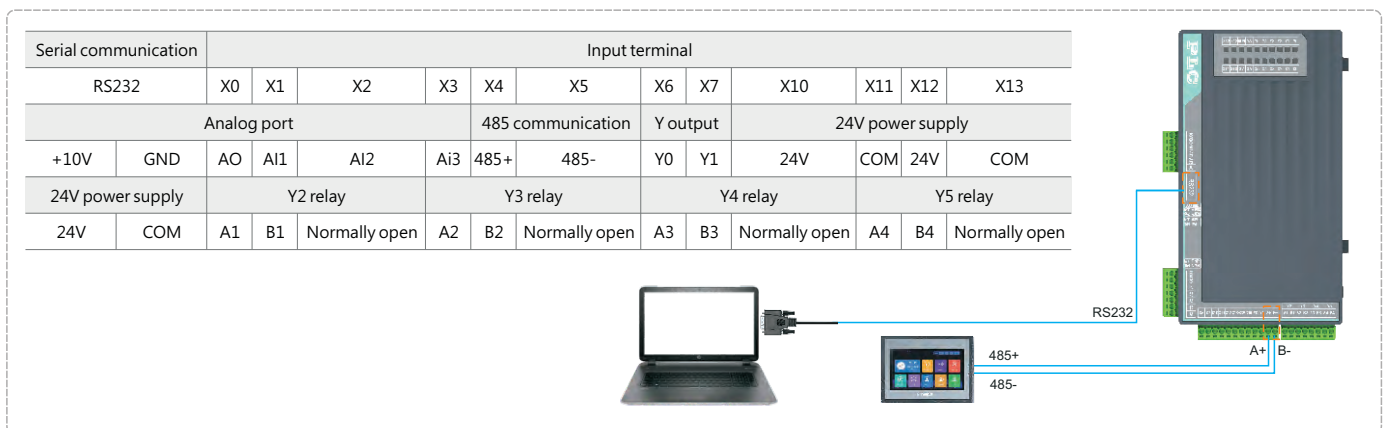 Serial communication Input terminal
RS232 X0 X1 X2 X3 X4 X5 X6 X7 X10 X11 X12 X13
Analog port 485 communication Y output 24V power supply
+10V GND AO AI1 AI2 Ai3 485+ 485- Y0 Y1 24V COM 24V COM
24V power supply Y2 relay Y3 relay Y4 relay Y5 relay
24V COM A1 B1 Normally open A2 B2 Normally open A3 B3 Normally open A4 B4 Normally open
PLC
RS232
A+ B-
485+
485-